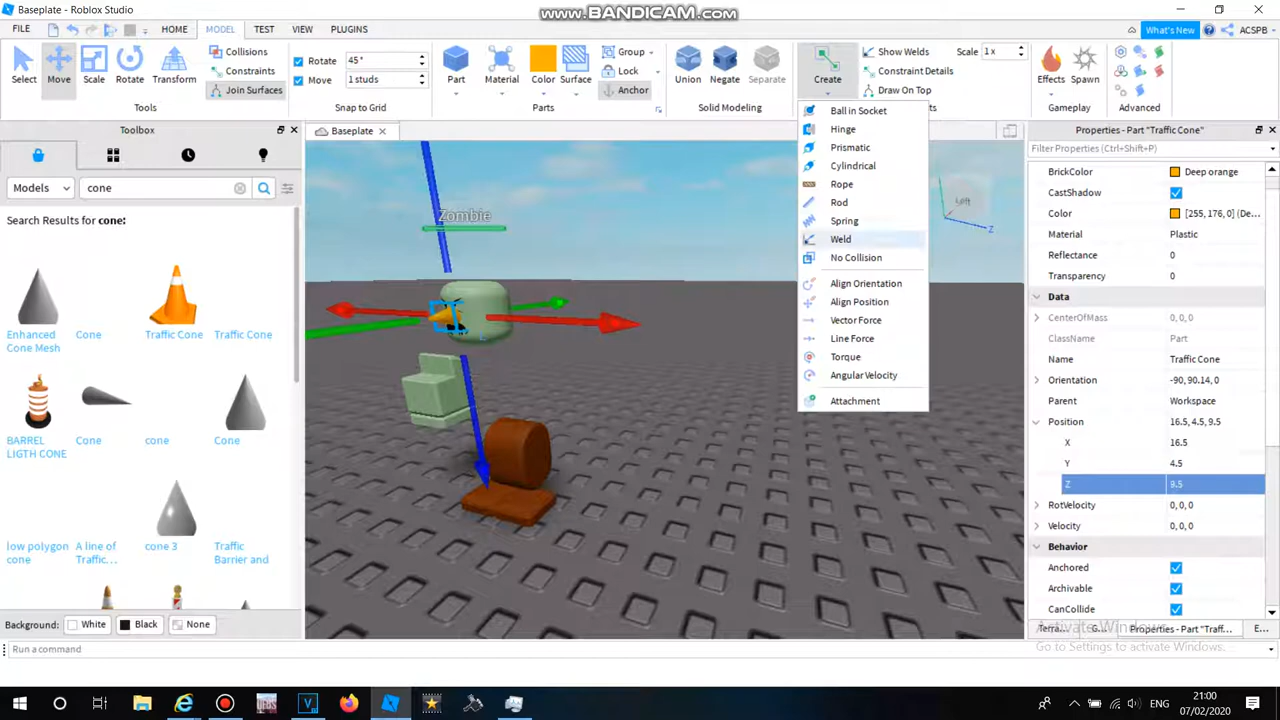 Baseplate - Roblox Studio
www.BANDICAM.com
FILE HOME MODEL TEST VIEW PLUGINS What's New ACSPB
Select Move Scale Rotate Transform
Collisions
Constraints
Join Surfaces
Tools
Rotate 45°
Move 1 studs
Snap to Grid
Part Material Color Surface
Group
Lock
Anchor
Parts
Union Negate Separate
Solid Modeling
Create
Show Welds Scale 1 x
Constraint Details
Draw On Top
Effects Spawn
Gameplay
Advanced
Ball in Socket
Hinge
Prismatic
Cylindrical
Rope
Rod
Spring
Weld
No Collision
Align Orientation
Align Position
Vector Force
Line Force
Torque
Angular Velocity
Attachment
Toolbox
Models cone
Search Results for cone:
Enhanced Cone Mesh
Cone
Traffic Cone
Traffic Cone
BARREL LIGTH CONE
Cone
cone
Cone
low polygon cone
A line of Traffic...
cone 3
Traffic Barrier and
Background: White Black None
Run a command
Baseplate
Zombie
Left
Z
Properties - Part "Traffic Cone"
Filter Properties (Ctrl+Shift+P)
BrickColor Deep orange
CastShadow
Color [255, 176, 0] (De...
Material Plastic
Reflectance 0
Transparency 0
Data
CenterOfMass 0, 0, 0
ClassName Part
Name Traffic Cone
Orientation -90, 90.14, 0
Parent Workspace
Position 16.5, 4.5, 9.5
X 16.5
Y 4.5
Z 9.5
RotVelocity 0, 0, 0
Velocity 0, 0, 0
Behavior
Anchored
Archivable
CanCollide
Activate Windows
Go to Settings to activate Windows.
Terra... Properties - Part "Traff... E...
ENG
21:00
07/02/2020